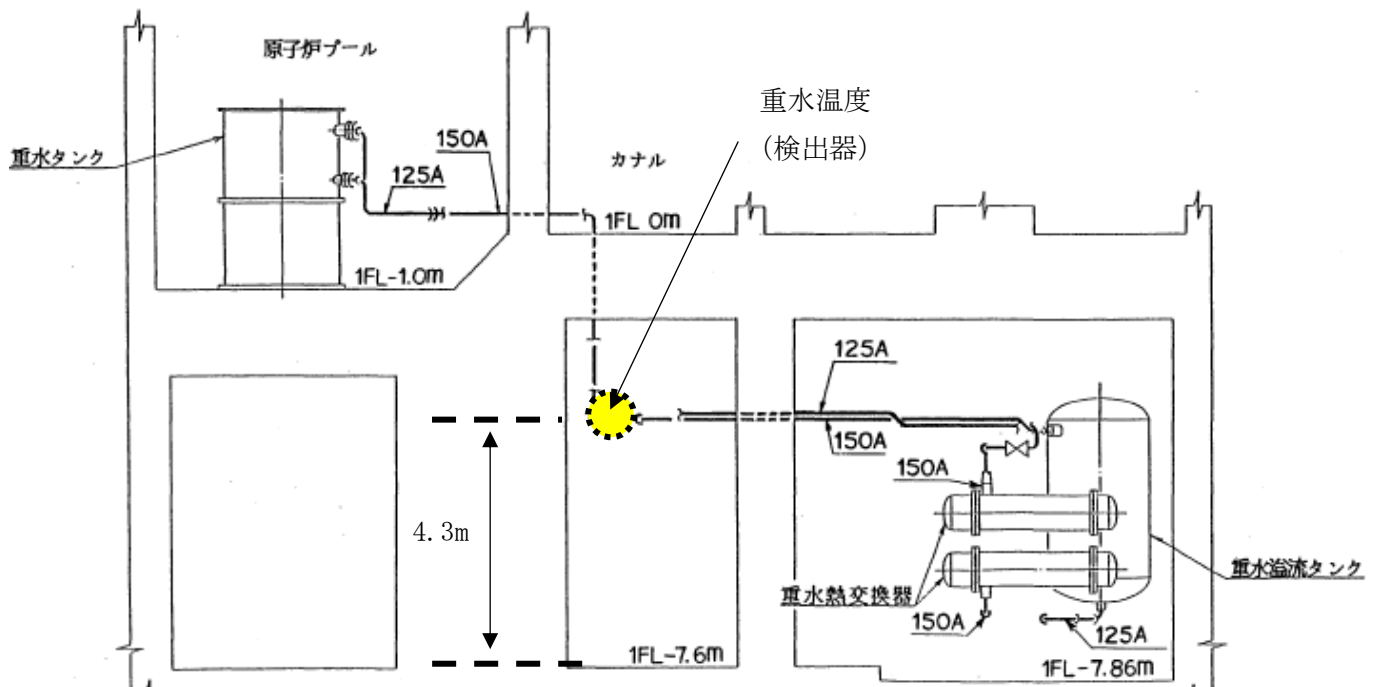 原子炉プール
重水温度
（検出器）
重水タンク
150A
125A
カナル
1FL 0m
1FL-1.0m
125A
150A
150A
4.3m
重水溢流タンク
重水熱交換器
150A
125A
1FL-7.6m
1FL-7.86m